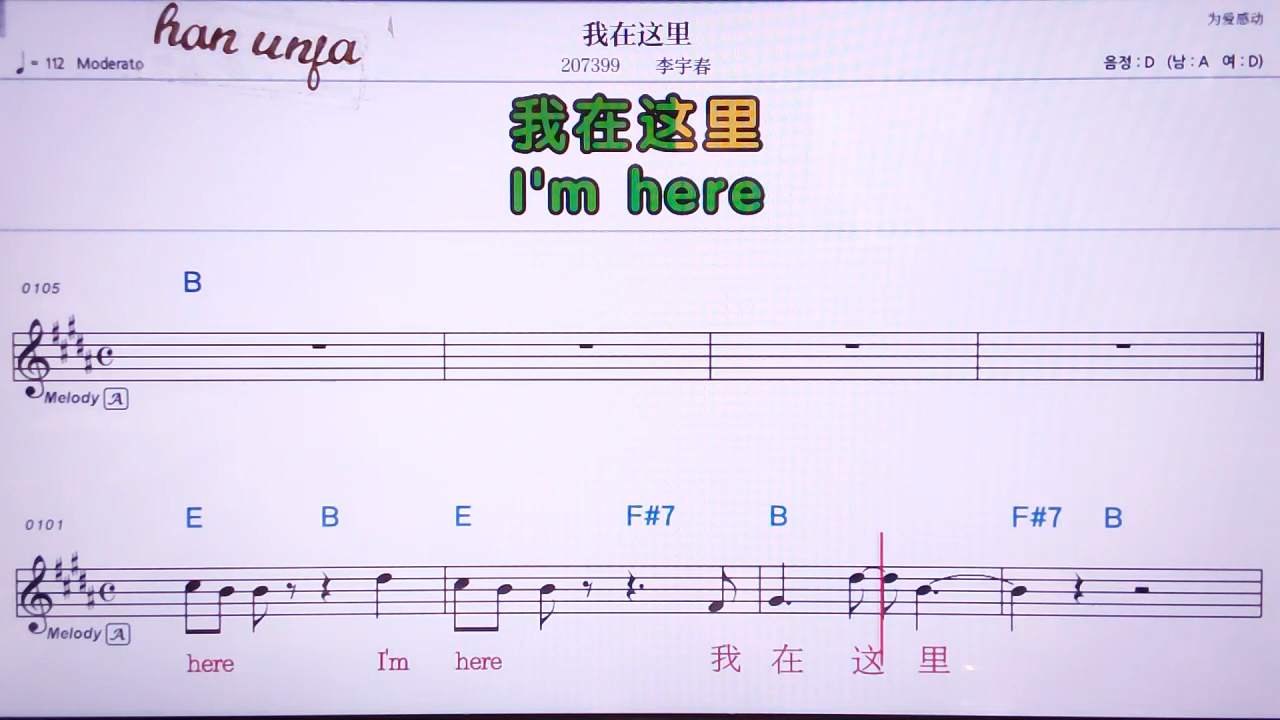 han unfa
我在这里
为爱感动
♩= 112 Moderato
207399 李宇春
음정 : D (남 : A 여 : D)
我在这里
I'm here
0105
B
Melody A
0101
E B E F#7 B F#7 B
Melody A
here I'm here 我 在 这 里